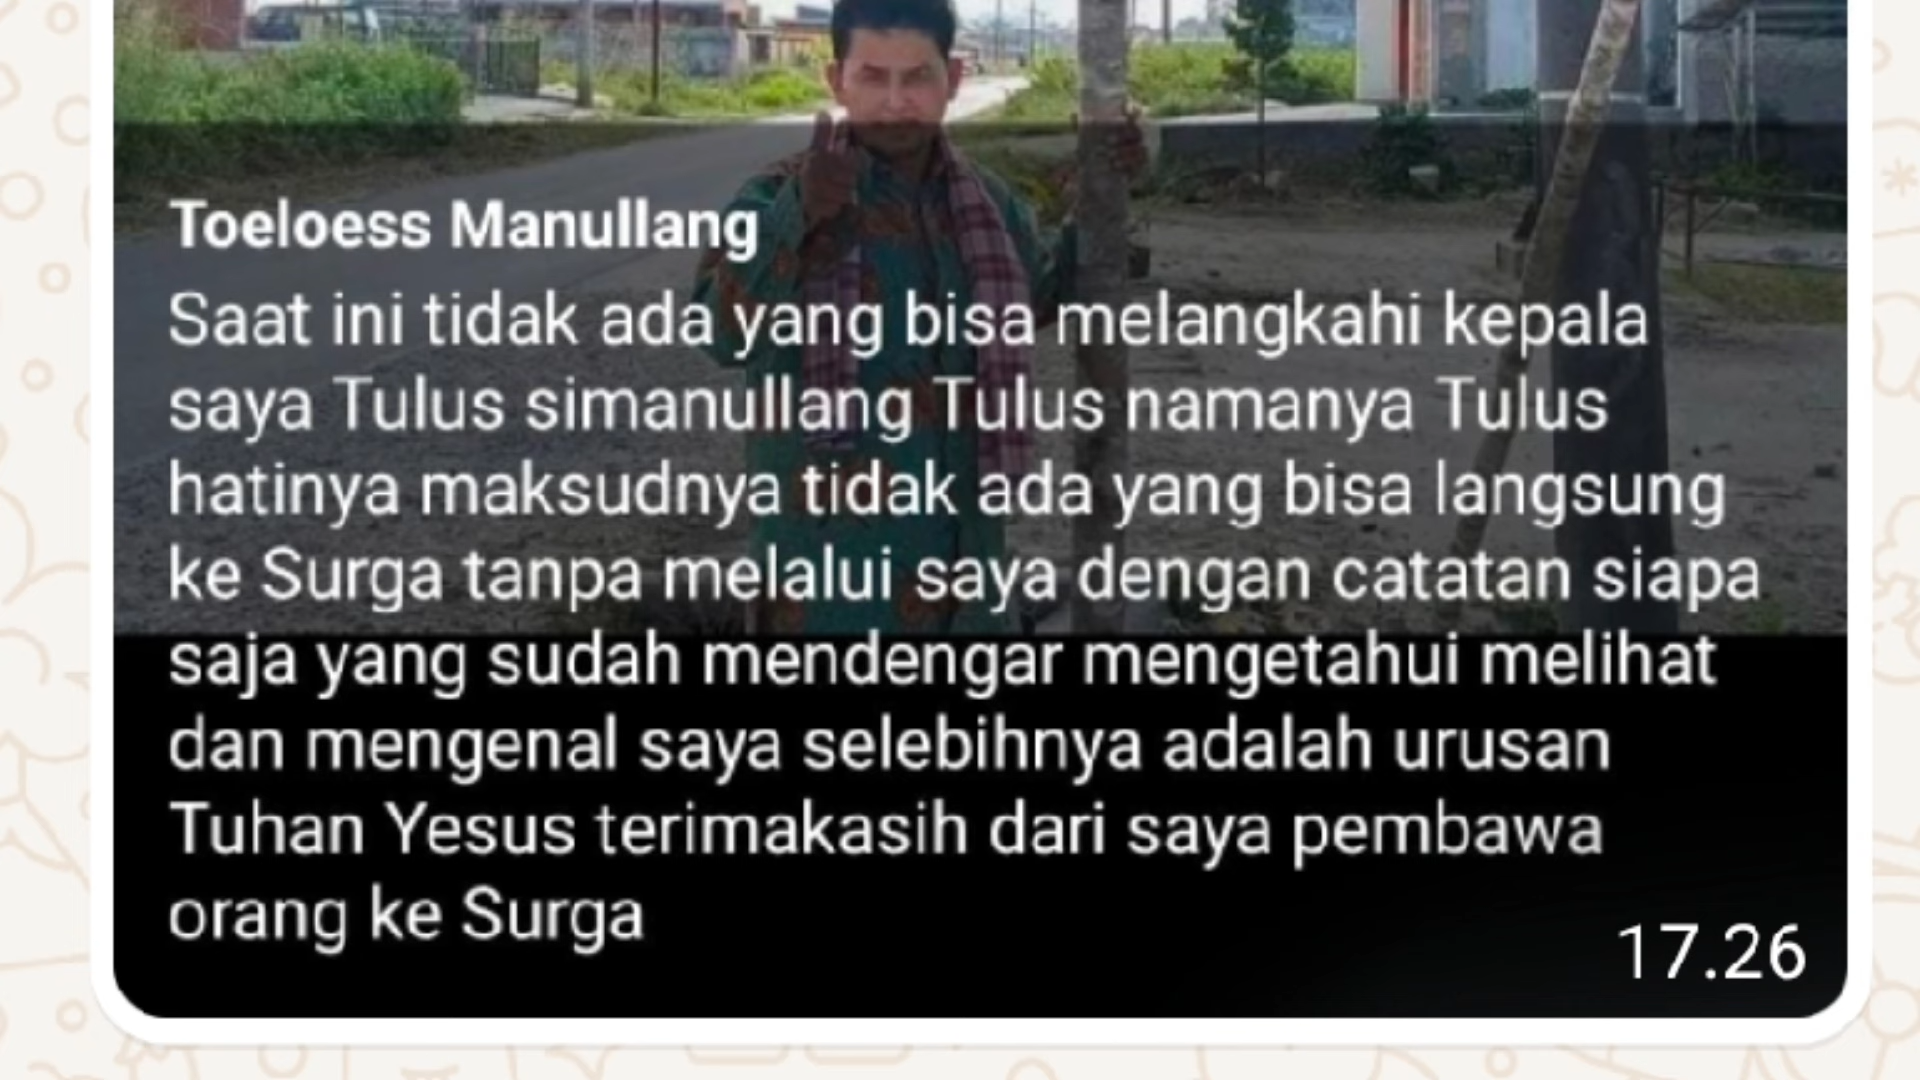 Toeloess Manullang
Saat ini tidak ada yang bisa melangkahi kepala
saya Tulus simanullang Tulus namanya Tulus
hatinya maksudnya tidak ada yang bisa langsung
ke Surga tanpa melalui saya dengan catatan siapa
saja yang sudah mendengar mengetahui melihat
dan mengenal saya selebihnya adalah urusan
Tuhan Yesus terimakasih dari saya pembawa
orang ke Surga
17.26